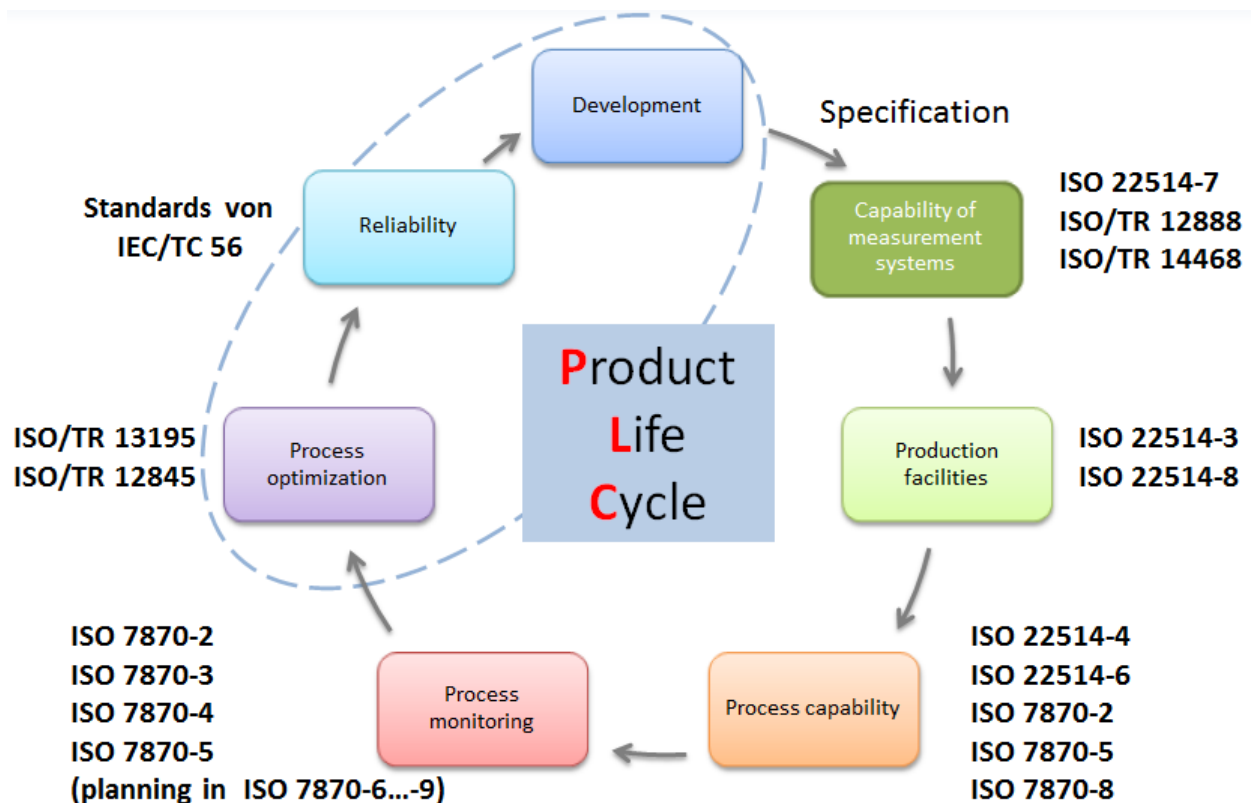 Development
Specification
Reliability
Standards von
IEC/TC 56
Capability of
measurement
systems
ISO 22514-7
ISO/TR 12888
ISO/TR 14468
Product
Life
Cycle
ISO/TR 13195
ISO/TR 12845
Process
optimization
Production
facilities
ISO 22514-3
ISO 22514-8
ISO 7870-2
ISO 7870-3
ISO 7870-4
ISO 7870-5
(planning in ISO 7870-6...-9)
Process
monitoring
Process capability
ISO 22514-4
ISO 22514-6
ISO 7870-2
ISO 7870-5
ISO 7870-8